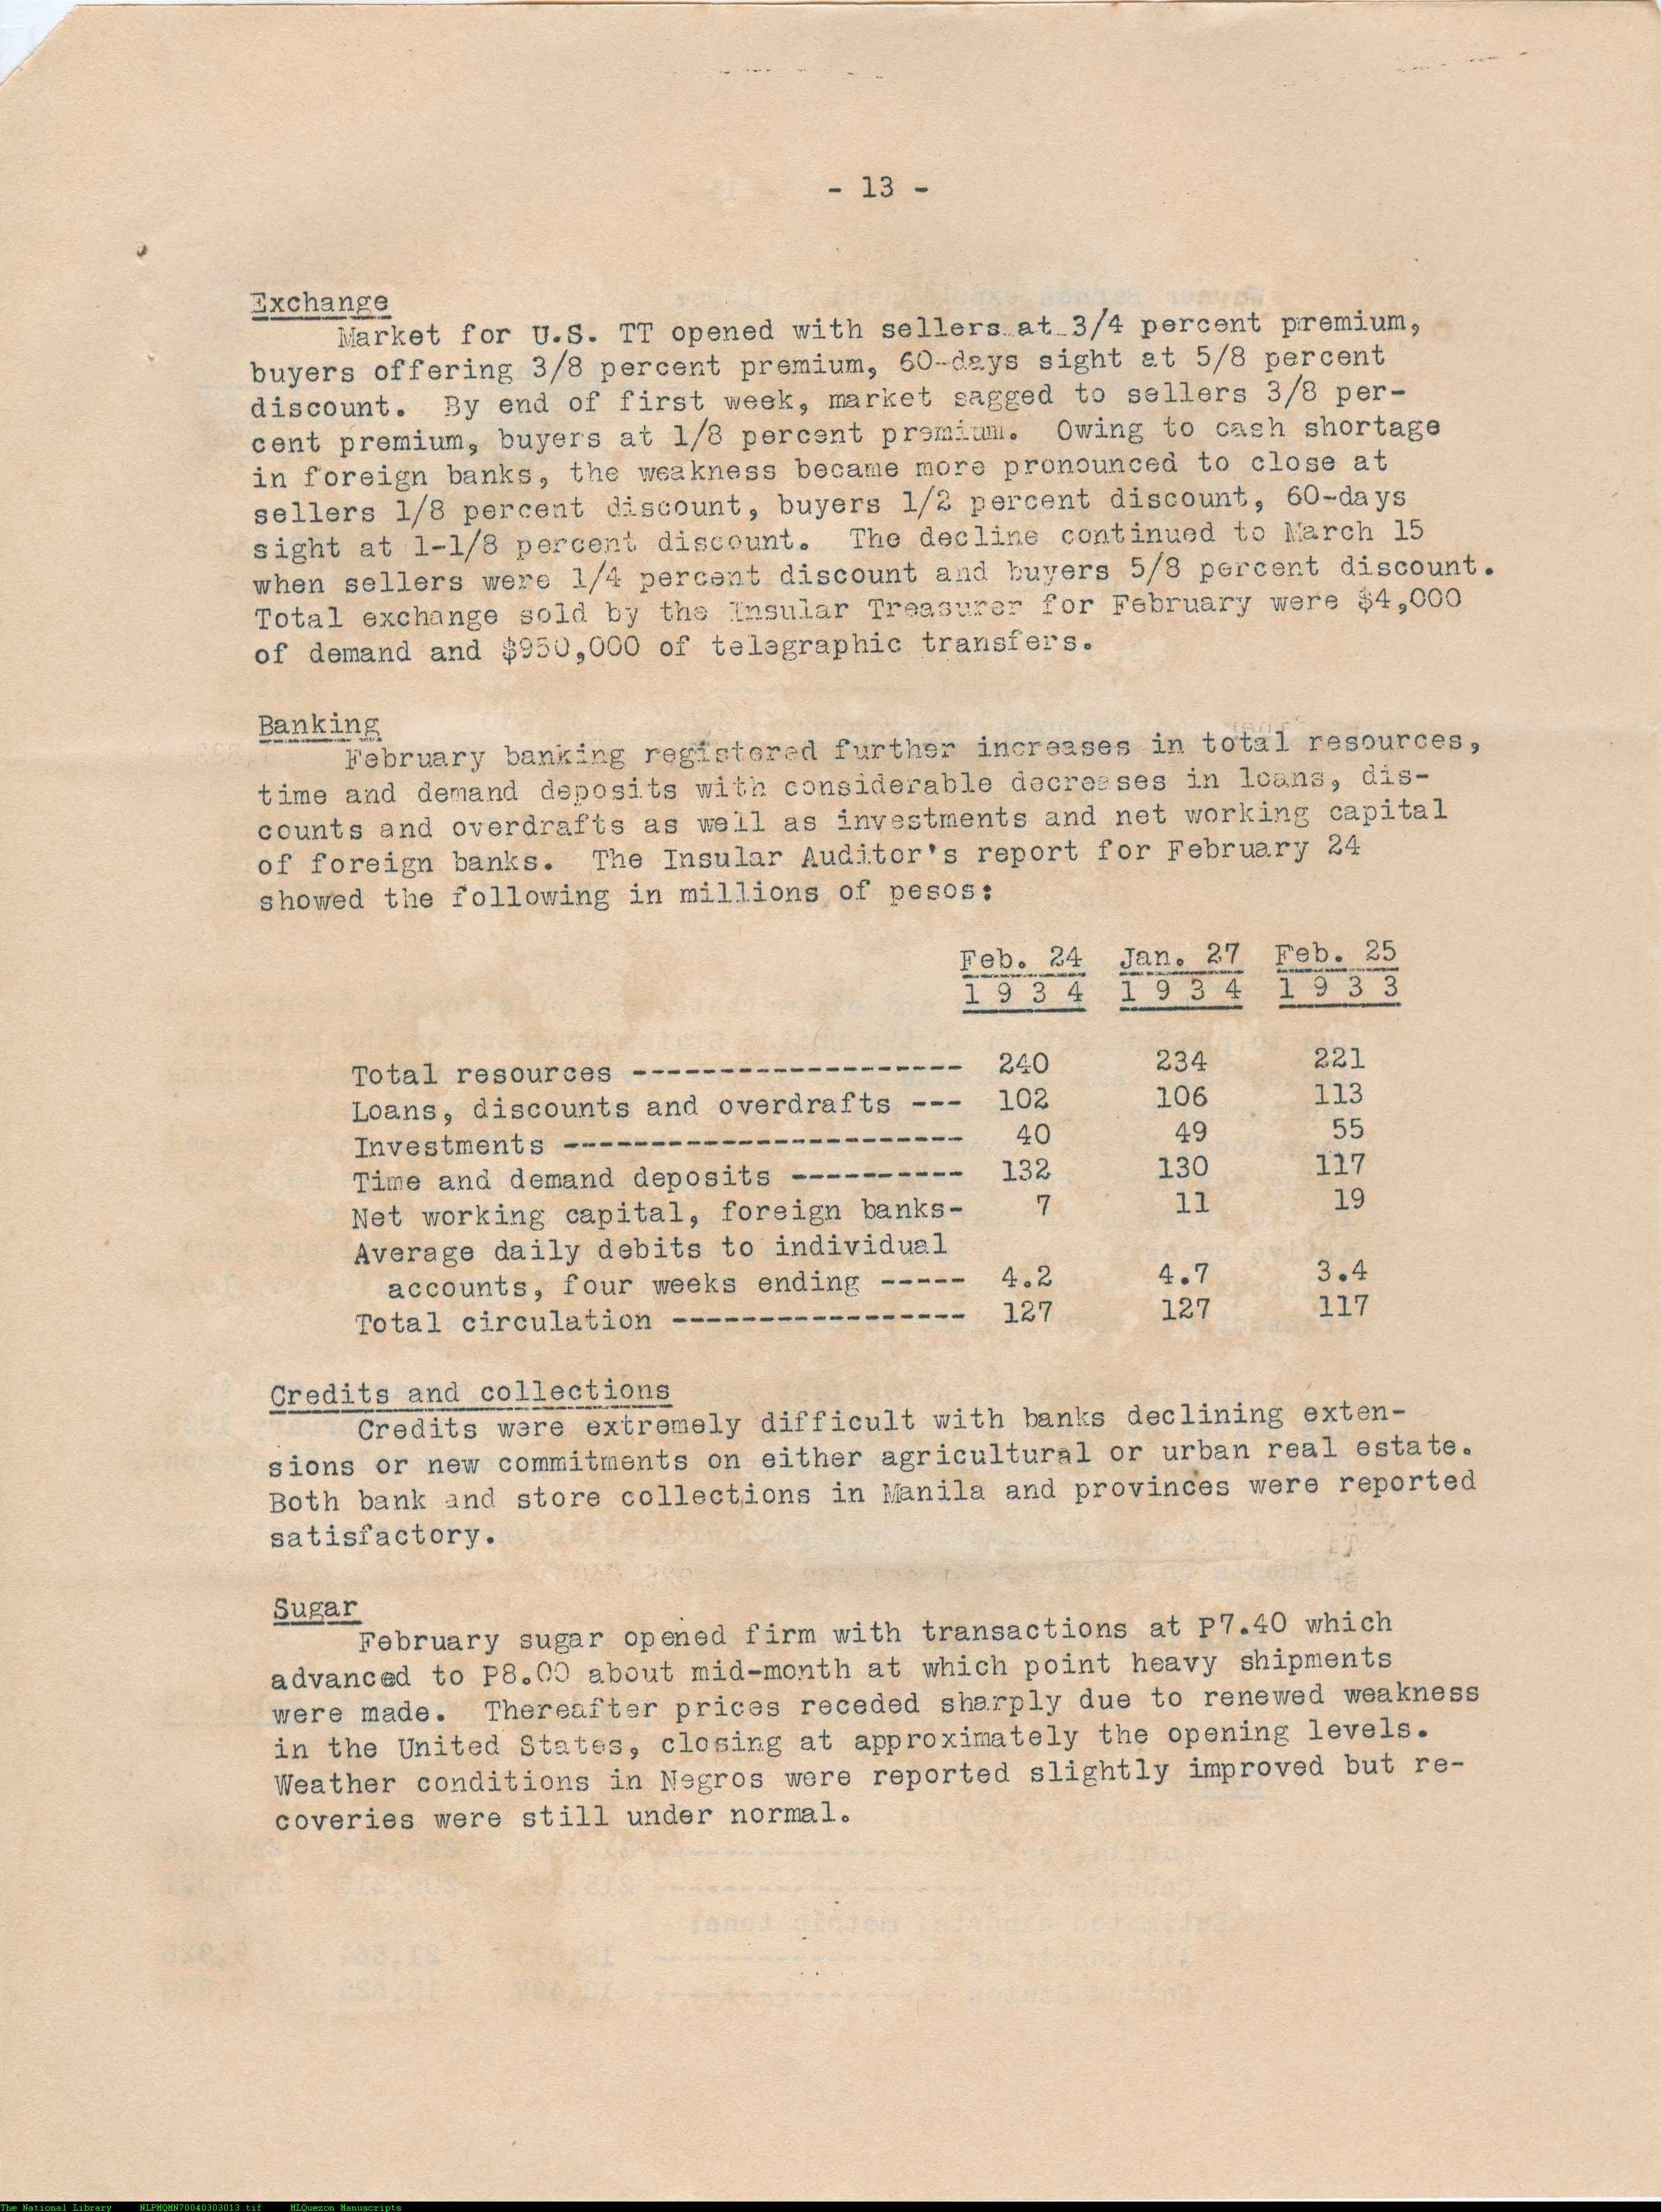 - 13 -
Exchange
Market for U.S. TT opened with sellers at 3/4 percent premium,
buyers offering 3/8 percent premium, 60-days sight at 5/8 percent
discount. By end of first week, market sagged to sellers 3/8 per-
cent premium, buyers at 1/8 percent premium. Owing to cash shortage
in foreign banks, the weakness became more pronounced to close at
sellers 1/8 percent discount, buyers 1/2 percent discount, 60-days
sight at 1-1/8 percent discount. The decline continued to March 15
when sellers were 1/4 percent discount and buyers 5/8 percent discount.
Total exchange sold by the Insular Treasurer for February were $4,000
of demand and $950,000 of telegraphic transfers.
Banking
February banking registered further increases in total resources,
time and demand deposits with considerable decreases in loans, dis-
counts and overdrafts as well as investments and net working capital
of foreign banks. The Insular Auditor's report for February 24
showed the following in millions of pesos:
Feb. 24 Jan. 27 Feb. 25
1 9 3 4 1 9 3 4 1 9 3 3
Total resources ------------------- 240 234 221
Loans, discounts and overdrafts --- 102 106 113
Investments ----------------------- 40 49 55
Time and demand deposits ---------- 132 130 117
Net working capital, foreign banks- 7 11 19
Average daily debits to individual
accounts, four weeks ending ----- 4.2 4.7 3.4
Total circulation ----------------- 127 127 117
Credits and collections
Credits were extremely difficult with banks declining exten-
sions or new commitments on either agricultural or urban real estate.
Both bank and store collections in Manila and provinces were reported
satisfactory.
Sugar
February sugar opened firm with transactions at P7.40 which
advanced to P8.00 about mid-month at which point heavy shipments
were made. Thereafter prices receded sharply due to renewed weakness
in the United States, closing at approximately the opening levels.
Weather conditions in Negros were reported slightly improved but re-
coveries were still under normal.
The National Library NLPMQMN70040303013.tif MLQuezon Manuscripts